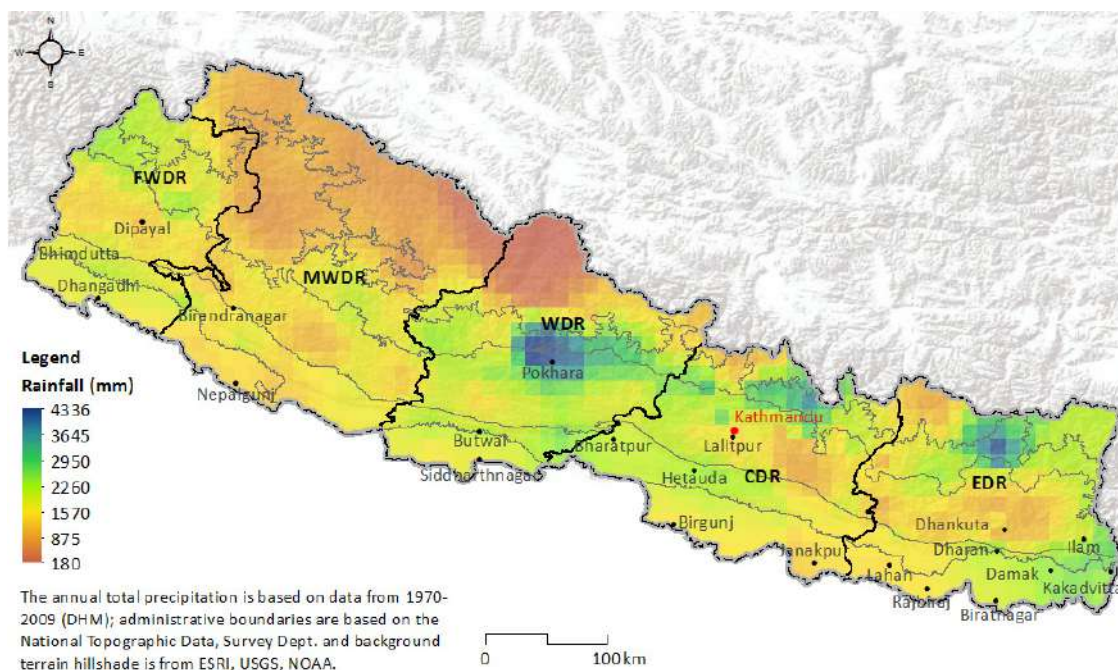 N
W E
S
FWDR
Dipayal
Bhimdutta
Dhangadhi
MWDR
Birendranagar
WDR
Pokhara
Legend
Rainfall (mm)
4336
3645
2950
2260
1570
875
180
Nepalgunj
Kathmandu
Lalitpur
Butwal
Bharatpur
Siddharthnagar
Hetauda
CDR
EDR
Birgunj
Dhankuta
Dharan
Ilam
Janakpu
Lahan
Damak
Kakadvitta
Rajbiraj
Biratnagar
The annual total precipitation is based on data from 1970-
2009 (DHM); administrative boundaries are based on the
National Topographic Data, Survey Dept. and background
terrain hillshade is from ESRI, USGS, NOAA.
0 100 km